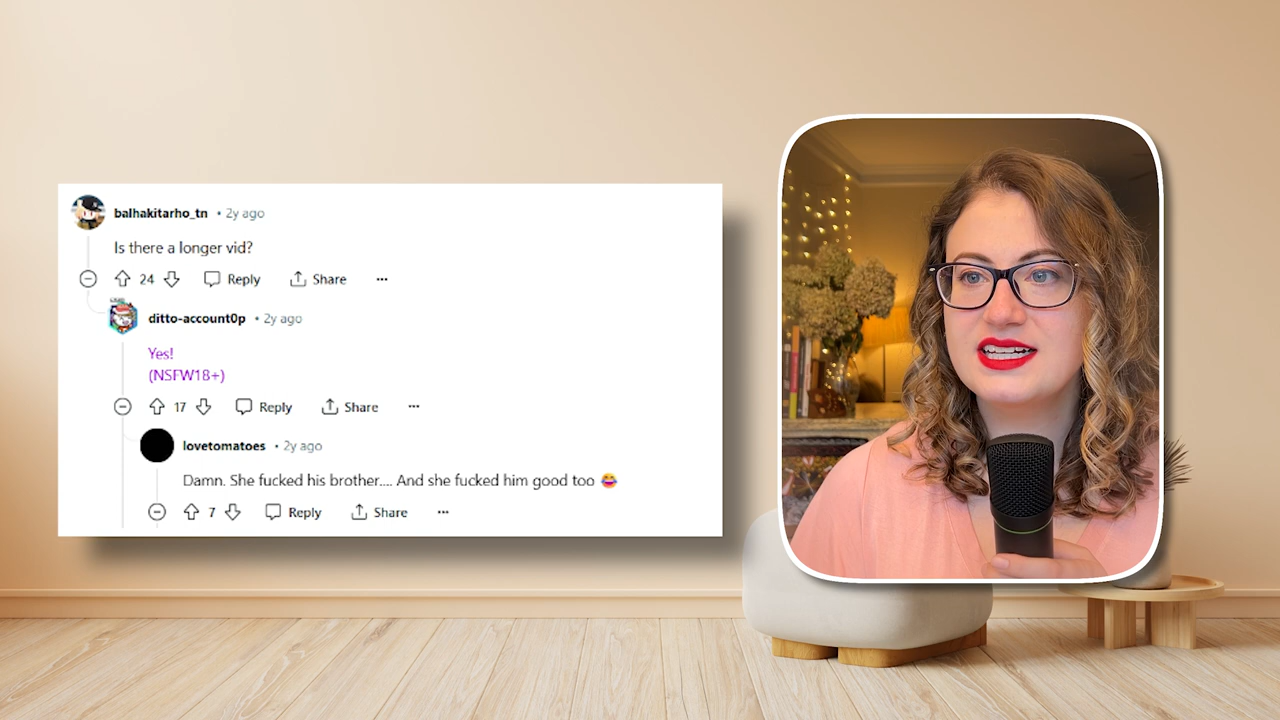 balhakitarho_tn • 2y ago
Is there a longer vid?
24 Reply Share ...
ditto-account0p • 2y ago
Yes!
(NSFW18+)
17 Reply Share ...
lovetomatoes • 2y ago
Damn. She fucked his brother.... And she fucked him good too 😂
7 Reply Share ...